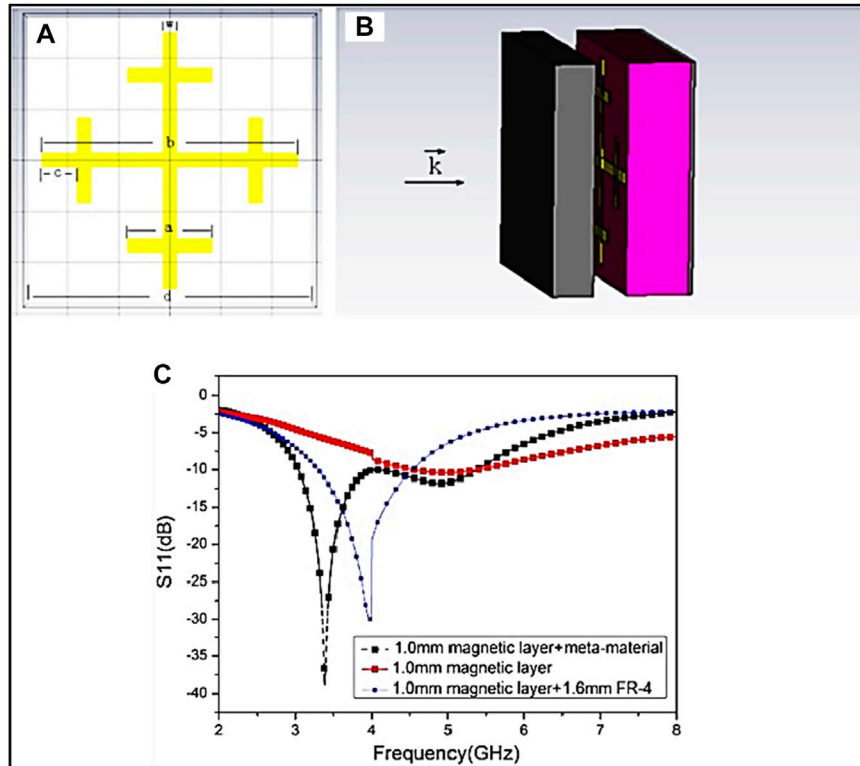 A
w
b
c
a
d
B
k
C
0
-5
-10
-15
-20
-25
-30
-35
-40
S11(dB)
1.0mm magnetic layer+meta-material
1.0mm magnetic layer
1.0mm magnetic layer+1.6mm FR-4
2 3 4 5 6 7 8
Frequency(GHz)